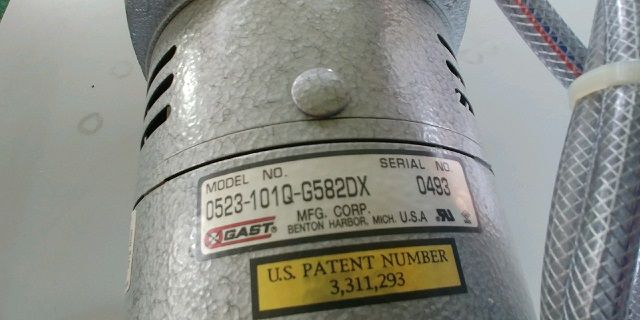 MODEL NO. SERIAL NO
0523-101Q-G582DX 0493
GAST® MFG. CORP.
BENTON HARBOR, MICH. U.S.A
U.S. PATENT NUMBER
3,311,293